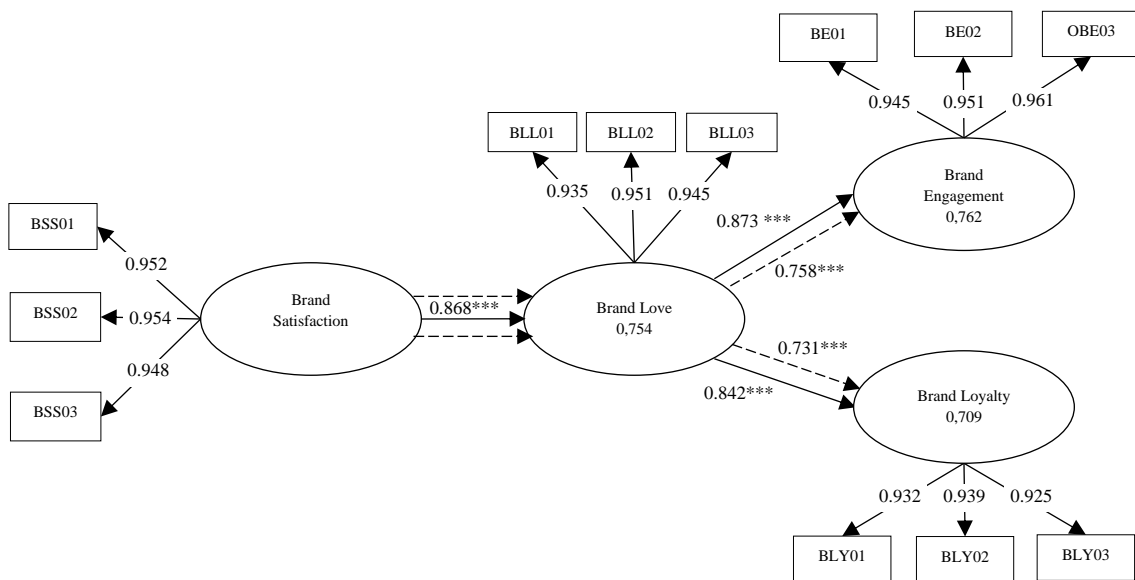 BE01
BE02
OBE03
0.945
0.951
0.961
BLL01
BLL02
BLL03
0.935
0.951
0.945
Brand
Engagement
0,762
BSS01
BSS02
BSS03
0.952
0.954
0.948
Brand
Satisfaction
0.868***
Brand Love
0,754
0.873 ***
0.758***
0.731***
0.842***
Brand Loyalty
0,709
0.932
0.939
0.925
BLY01
BLY02
BLY03